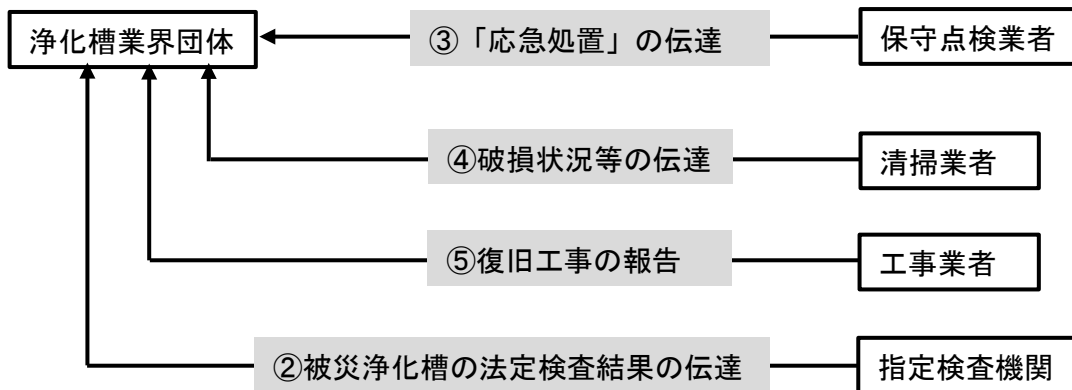 浄化槽業界団体
③「応急処置」の伝達
保守点検業者
④破損状況等の伝達
清掃業者
⑤復旧工事の報告
工事業者
②被災浄化槽の法定検査結果の伝達
指定検査機関